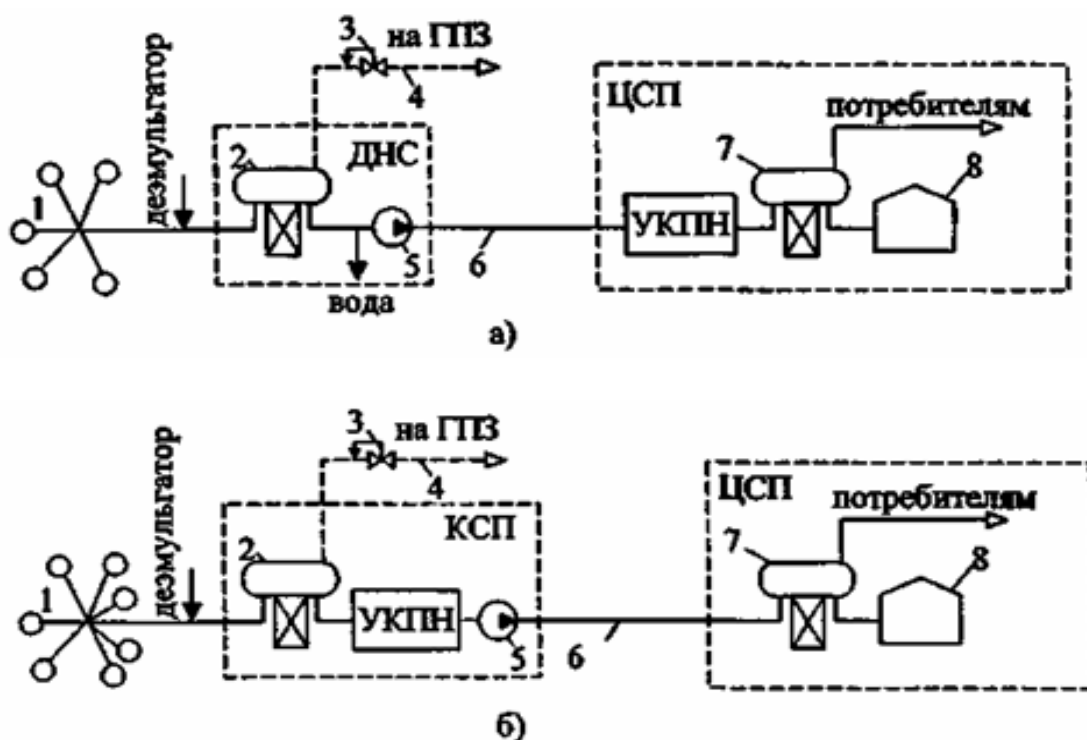 3
на ГПЗ
4
деэмульгатор
ДНС
2
1
5
вода
6
ЦСП
потребителям
7
8
УКПН
а)
3
на ГПЗ
4
деэмульгатор
КСП
2
1
УКПН
5
6
ЦСП
потребителям
7
8
б)